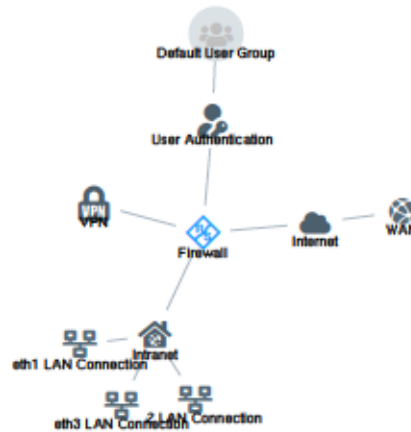 Default User Group
User Authentication
VPN
VPN
Firewall
Internet
WAN
Intranet
eth1 LAN Connection
2 LAN Connection
eth3 LAN Connection